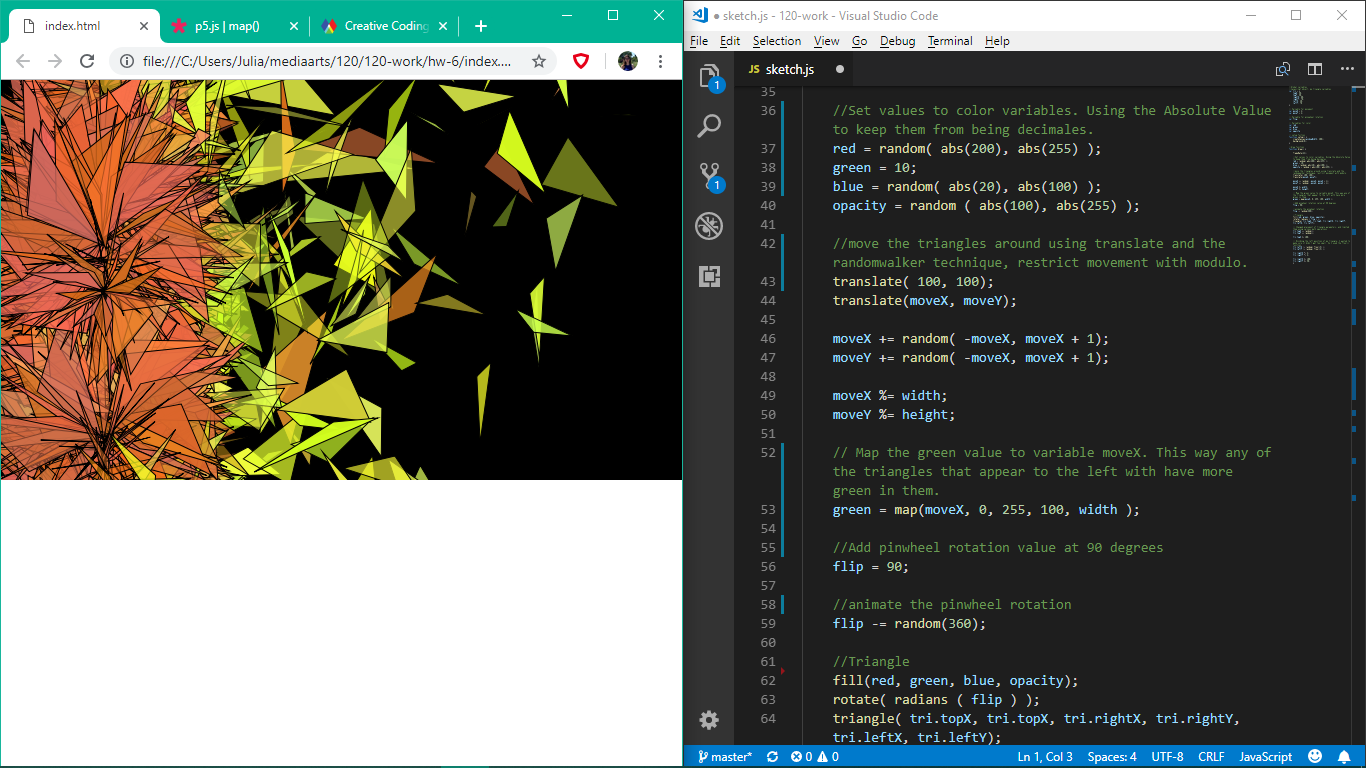 index.html
p5.js | map()
Creative Coding
file:///C:/Users/Julia/mediaarts/120/120-work/hw-6/index....
● sketch.js - 120-work - Visual Studio Code
File Edit Selection View Go Debug Terminal Help
1
1
JS sketch.js
35
36 //Set values to color variables. Using the Absolute Value
to keep them from being decimales.
37 red = random( abs(200), abs(255) );
38 green = 10;
39 blue = random( abs(20), abs(100) );
40 opacity = random ( abs(100), abs(255) );
41
42 //move the triangles around using translate and the
randomwalker technique, restrict movement with modulo.
43 translate( 100, 100);
44 translate(moveX, moveY);
45
46 moveX += random( -moveX, moveX + 1);
47 moveY += random( -moveX, moveX + 1);
48
49 moveX %= width;
50 moveY %= height;
51
52 // Map the green value to variable moveX. This way any of
the triangles that appear to the left with have more
green in them.
53 green = map(moveX, 0, 255, 100, width );
54
55 //Add pinwheel rotation value at 90 degrees
56 flip = 90;
57
58 //animate the pinwheel rotation
59 flip -= random(360);
60
61 //Triangle
62 fill(red, green, blue, opacity);
63 rotate( radians ( flip ) );
64 triangle( tri.topX, tri.topX, tri.rightX, tri.rightY,
tri.leftX, tri.leftY);
master* 0 0 Ln 1, Col 3 Spaces: 4 UTF-8 CRLF JavaScript